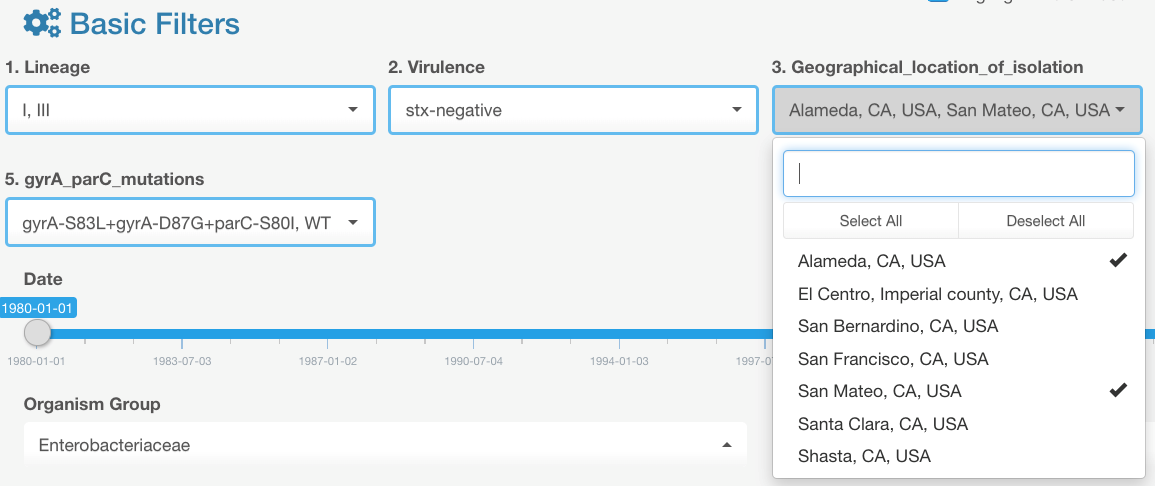 Basic Filters
1. Lineage
2. Virulence
3. Geographical_location_of_isolation
I, III
stx-negative
Alameda, CA, USA, San Mateo, CA, USA
5. gyrA_parC_mutations
gyrA-S83L+gyrA-D87G+parC-S80I, WT
Select All
Deselect All
Alameda, CA, USA
El Centro, Imperial county, CA, USA
San Bernardino, CA, USA
San Francisco, CA, USA
San Mateo, CA, USA
Santa Clara, CA, USA
Shasta, CA, USA
Date
1980-01-01
1980-01-01
1983-07-03
1987-01-02
1990-07-04
1994-01-01
1997-0
Organism Group
Enterobacteriaceae